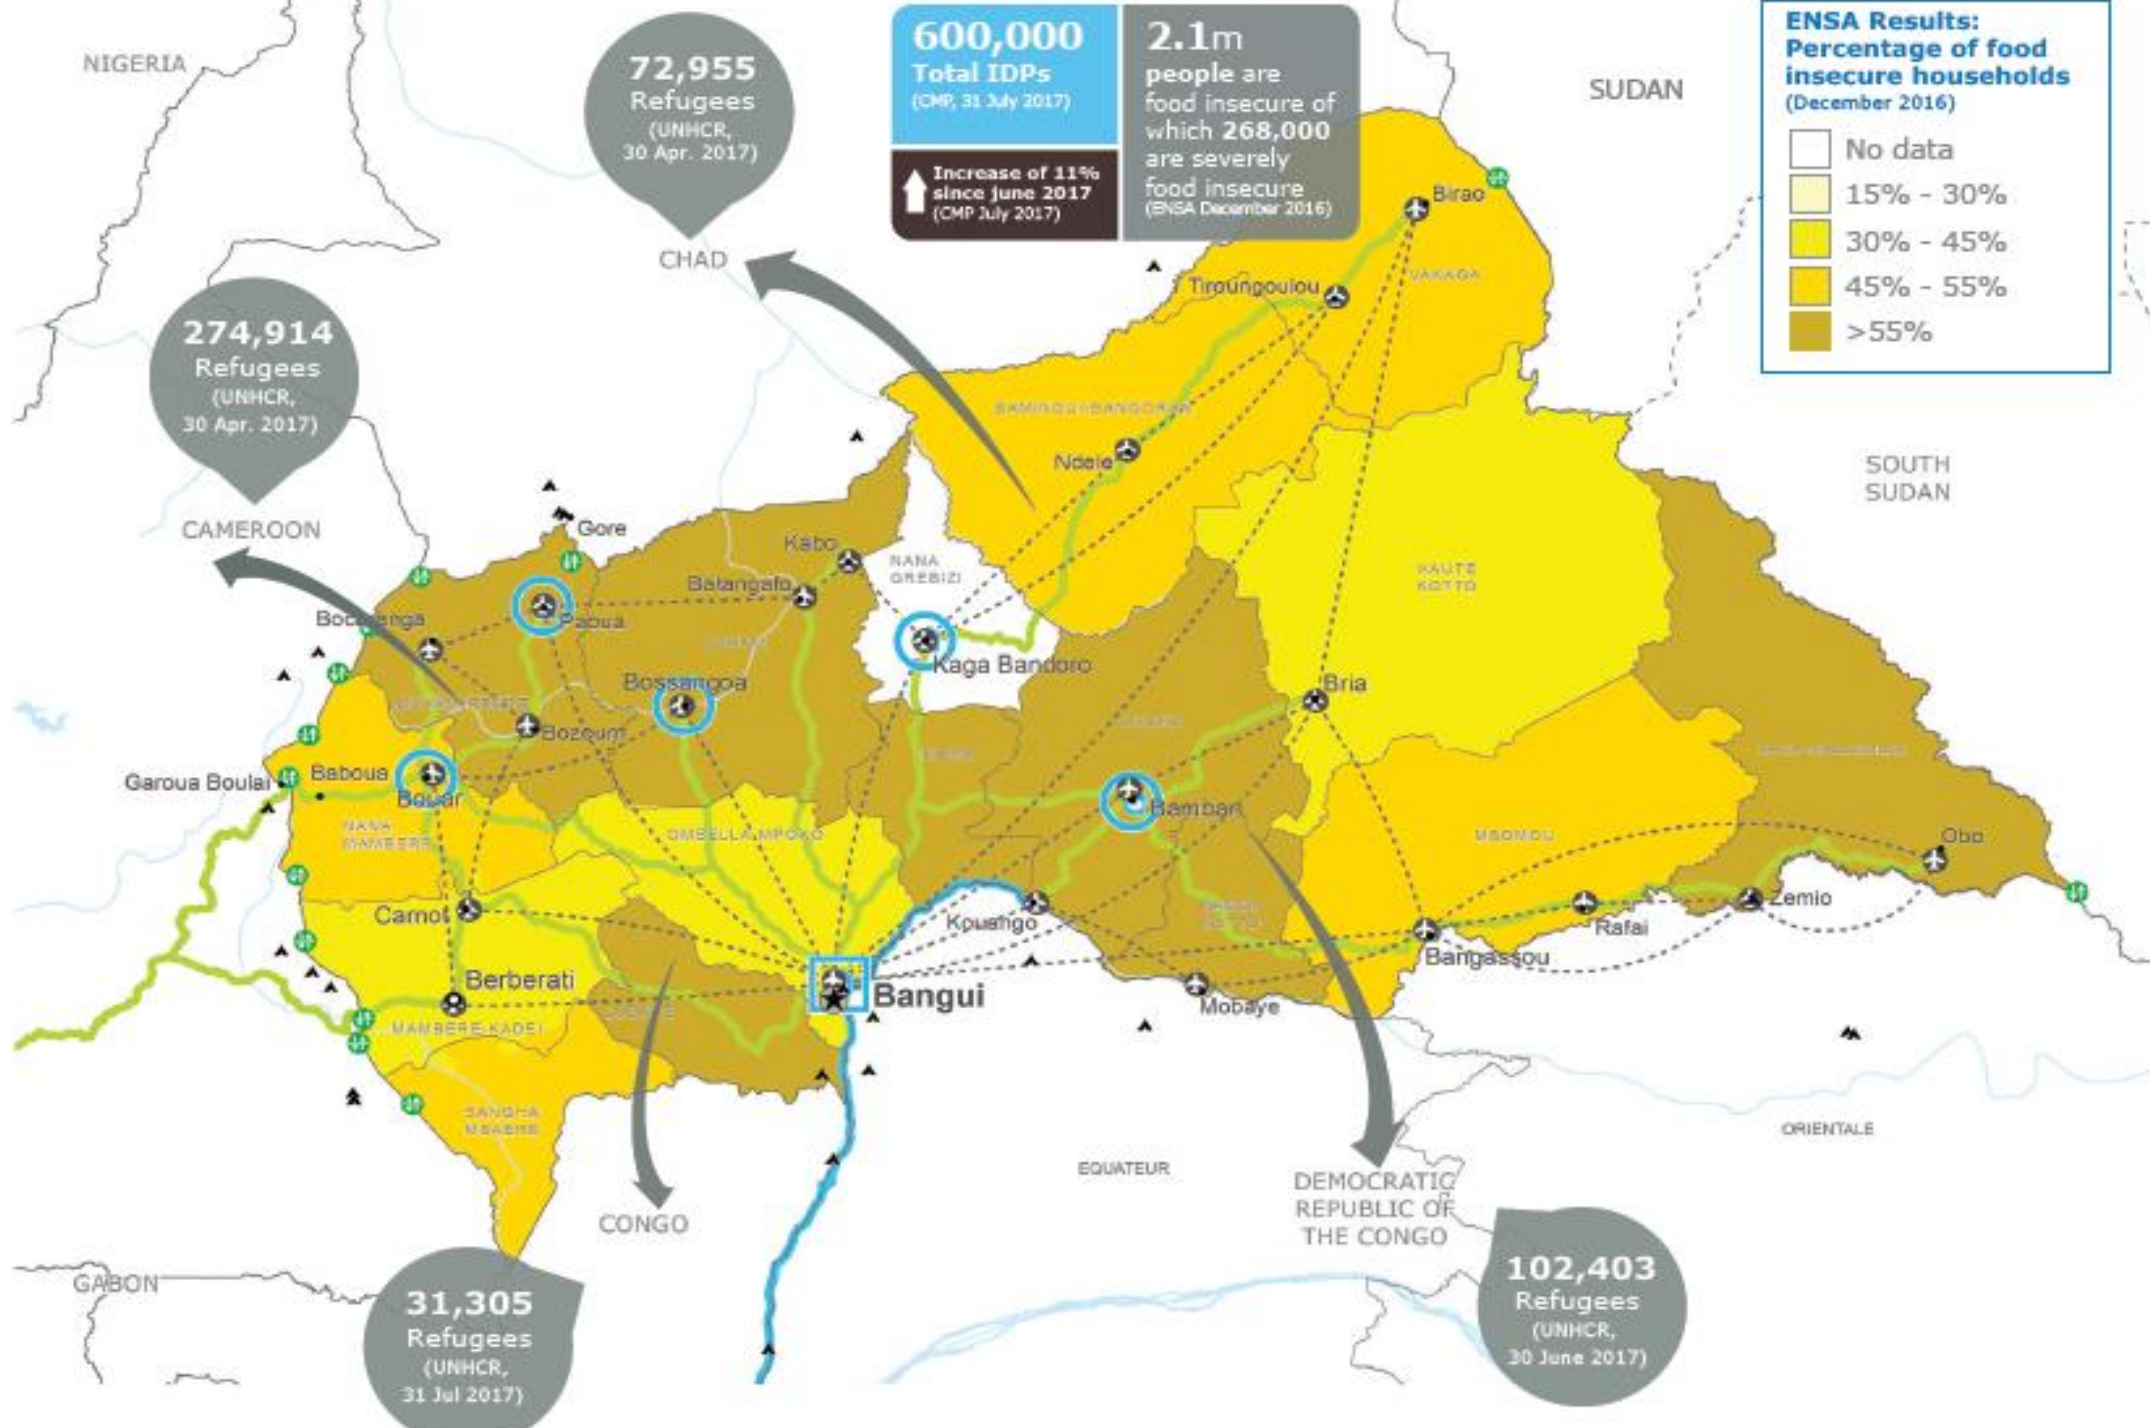 NIGERIA
72,955
Refugees
(UNHCR,
30 Apr. 2017)
CHAD
600,000
Total IDPs
(CMP, 31 July 2017)
Increase of 11%
since june 2017
(CMP July 2017)
2.1m
people are
food insecure of
which 268,000
are severely
food insecure
(ENSA December 2016)
SUDAN
ENSA Results:
Percentage of food
insecure households
(December 2016)
No data
15% - 30%
30% - 45%
45% - 55%
>55%
274,914
Refugees
(UNHCR,
30 Apr. 2017)
CAMEROON
Birao
VAKAGA
Tiroungoulou
BAMINGUI-BANGORAN
Ndele
SOUTH
SUDAN
Gore
Kabo
Batangafo
NANA
GREBIZI
HAUTE
KOTTO
Paoua
Kaga Bandoro
Bossangoa
Bria
Bozoum
Garoua Boulai
Baboua
Bouar
Bambari
NANA
MAMBERE
OMBELLA MPOKO
MBOMOU
Obo
Carnot
Kouango
Zemio
Rafai
Bangassou
Berberati
Bangui
Mobaye
MAMBERE KADEI
SANGHA
MBAERE
ORIENTALE
EQUATEUR
CONGO
DEMOCRATIC
REPUBLIC OF
THE CONGO
GABON
31,305
Refugees
(UNHCR,
31 Jul 2017)
102,403
Refugees
(UNHCR,
30 June 2017)